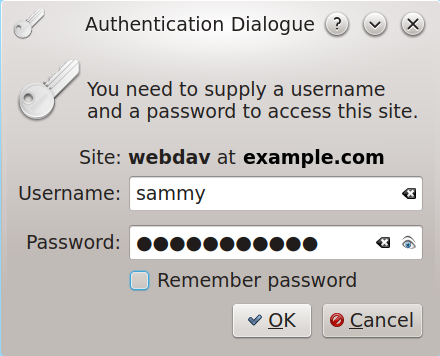 Authentication Dialogue ?
You need to supply a username
and a password to access this site.
Site: webdav at example.com
Username: sammy
Password: ●●●●●●●●●●●
Remember password
OK Cancel